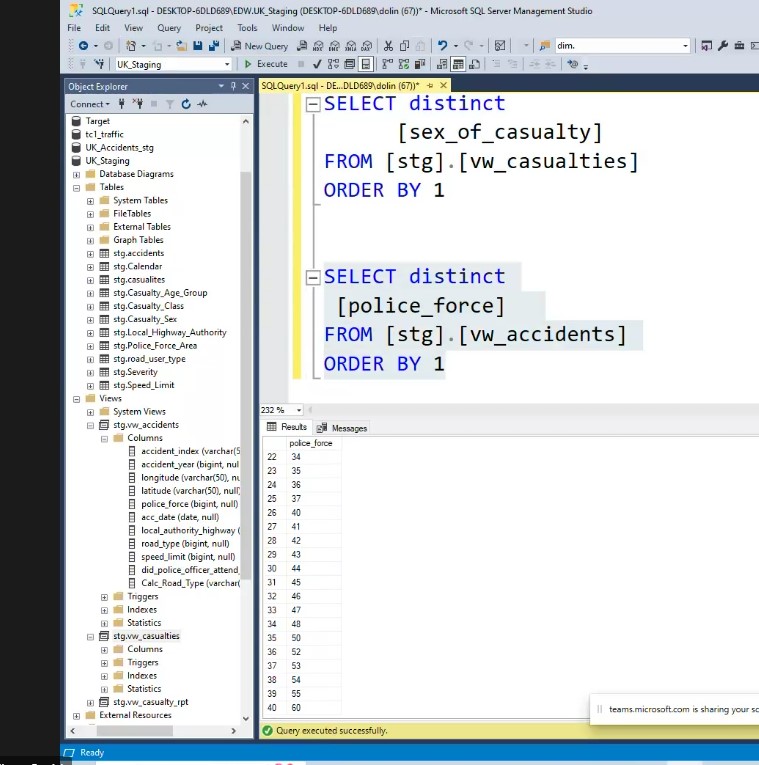 SQLQuery1.sql - DESKTOP-6DLD689\EDW.UK_Staging (DESKTOP-6DLD689\dolin (67))* - Microsoft SQL Server Management Studio
File Edit View Query Project Tools Window Help
New Query dim.
UK_Staging Execute
Object Explorer
SQLQuery1.sql - DE...DLD689\dolin (67))*
Connect
Target
tc1_traffic
UK_Accidents_stg
UK_Staging
Database Diagrams
Tables
System Tables
FileTables
External Tables
Graph Tables
stg.accidents
stg.Calendar
stg.casualites
stg.Casualty_Age_Group
stg.Casualty_Class
stg.Casualty_Sex
stg.Local_Highway_Authority
stg.Police_Force_Area
stg.road_user_type
stg.Severity
stg.Speed_Limit
Views
System Views
stg.vw_accidents
Columns
accident_index (varchar(5
accident_year (bigint, nul
longitude (varchar(50), nu
latitude (varchar(50), null)
police_force (bigint, null)
acc_date (date, null)
local_authority_highway (
road_type (bigint, null)
speed_limit (bigint, null)
did_police_officer_attend_
Calc_Road_Type (varchar(
Triggers
Indexes
Statistics
stg.vw_casualties
Columns
Triggers
Indexes
Statistics
stg.vw_casualty_rpt
External Resources
SELECT distinct
[sex_of_casualty]
FROM [stg].[vw_casualties]
ORDER BY 1
SELECT distinct
[police_force]
FROM [stg].[vw_accidents]
ORDER BY 1
232 %
Results Messages
police_force
22 34
23 35
24 36
25 37
26 40
27 41
28 42
29 43
30 44
31 45
32 46
33 47
34 48
35 50
36 52
37 53
38 54
39 55
40 60
teams.microsoft.com is sharing your sc
Query executed successfully.
Ready